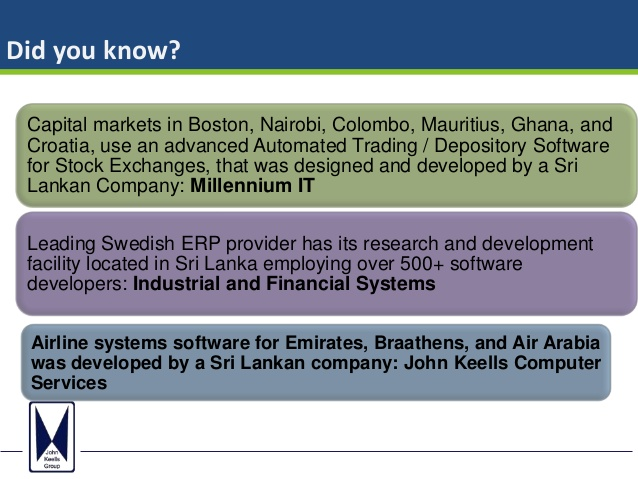 Did you know?
Capital markets in Boston, Nairobi, Colombo, Mauritius, Ghana, and
Croatia, use an advanced Automated Trading / Depository Software
for Stock Exchanges, that was designed and developed by a Sri
Lankan Company: Millennium IT
Leading Swedish ERP provider has its research and development
facility located in Sri Lanka employing over 500+ software
developers: Industrial and Financial Systems
Airline systems software for Emirates, Braathens, and Air Arabia
was developed by a Sri Lankan company: John Keells Computer
Services
John
Keells
Group